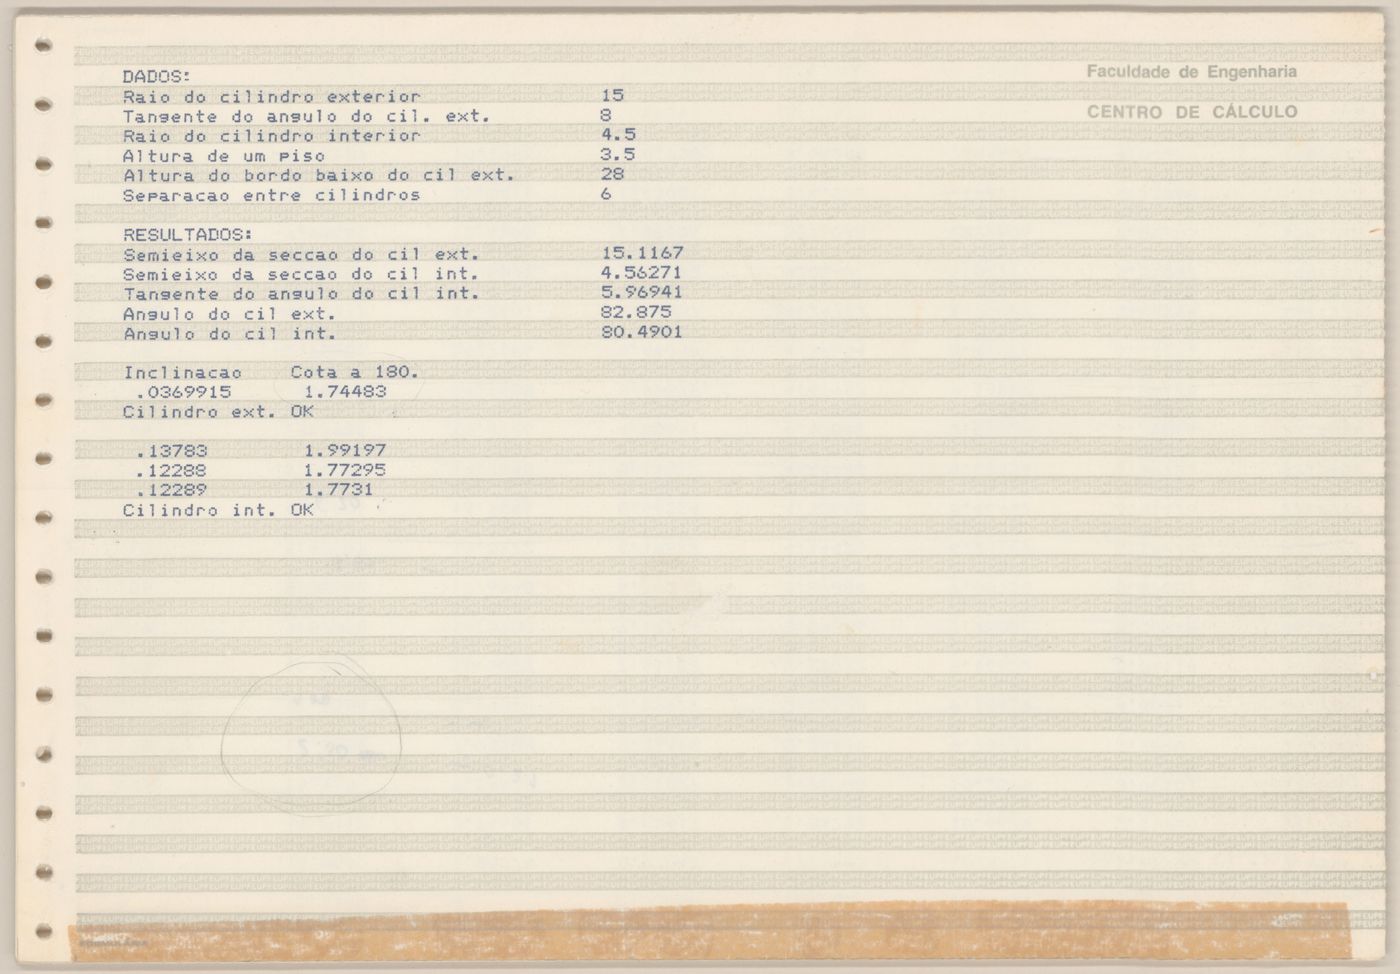 Faculdade de Engenharia
CENTRO DE CÁLCULO
DADOS:
Raio do cilindro exterior 15
Tangente do angulo do cil. ext. 8
Raio do cilindro interior 4.5
Altura de um piso 3.5
Altura do bordo baixo do cil ext. 28
Separacao entre cilindros 6
RESULTADOS:
Semieixo da seccao do cil ext. 15.1167
Semieixo da seccao do cil int. 4.56271
Tangente do angulo do cil int. 5.96941
Angulo do cil ext. 82.875
Angulo do cil int. 80.4901
Inclinacao Cota a 180.
.0369915 1.74483
Cilindro ext. OK
.13783 1.99197
.12288 1.77295
.12289 1.7731
Cilindro int. OK